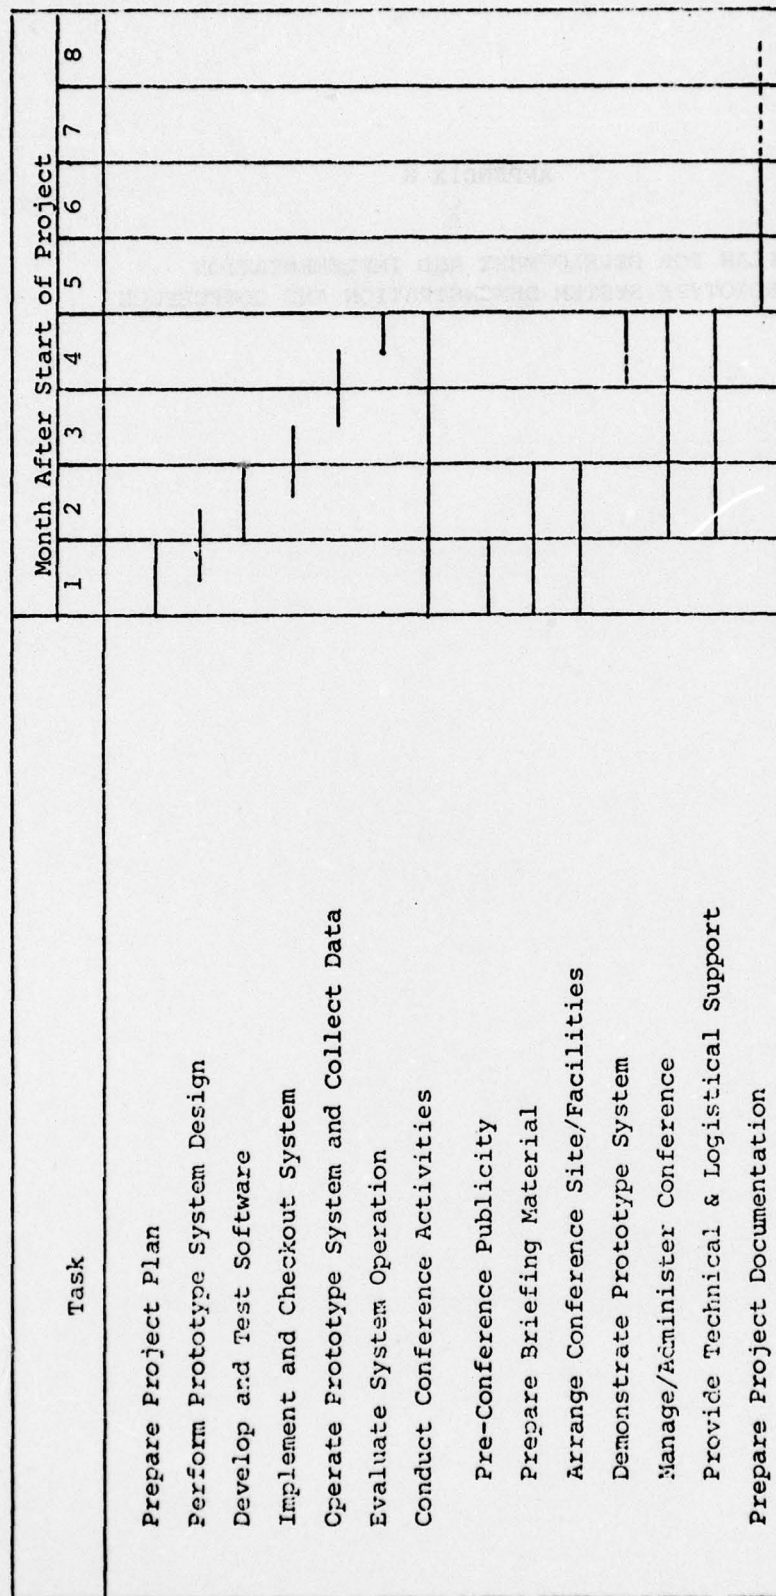 Task
Month After Start of Project
1 2 3 4 5 6 7 8
Prepare Project Plan
Perform Prototype System Design
Develop and Test Software
Implement and Checkout System
Operate Prototype System and Collect Data
Evaluate System Operation
Conduct Conference Activities
Pre-Conference Publicity
Prepare Briefing Material
Arrange Conference Site/Facilities
Demonstrate Prototype System
Manage/Administer Conference
Provide Technical & Logistical Support
Prepare Project Documentation